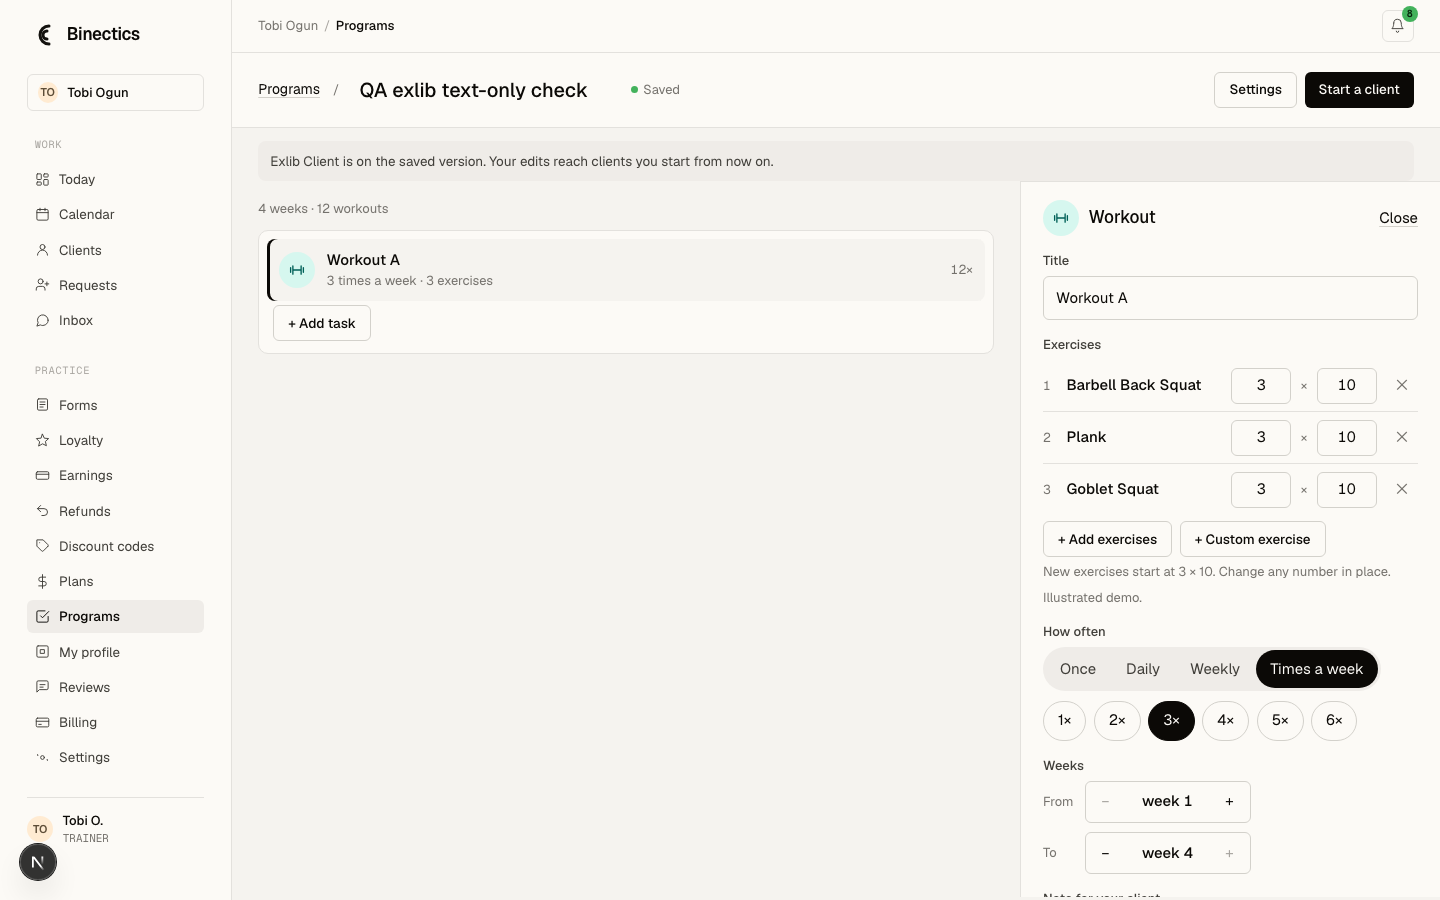 Binectics
TO Tobi Ogun
WORK
Today
Calendar
Clients
Requests
Inbox
PRACTICE
Forms
Loyalty
Earnings
Refunds
Discount codes
Plans
Programs
My profile
Reviews
Billing
Settings
TO Tobi O.
TRAINER
N
Tobi Ogun / Programs
8
Programs / QA exlib text-only check
Saved
Settings
Start a client
Exlib Client is on the saved version. Your edits reach clients you start from now on.
4 weeks · 12 workouts
Workout A
3 times a week · 3 exercises
12×
+ Add task
Workout
Close
Title
Workout A
Exercises
1 Barbell Back Squat 3 × 10
2 Plank 3 × 10
3 Goblet Squat 3 × 10
+ Add exercises
+ Custom exercise
New exercises start at 3 × 10. Change any number in place.
Illustrated demo.
How often
Once Daily Weekly Times a week
1× 2× 3× 4× 5× 6×
Weeks
From − week 1 +
To − week 4 +
Note for your client